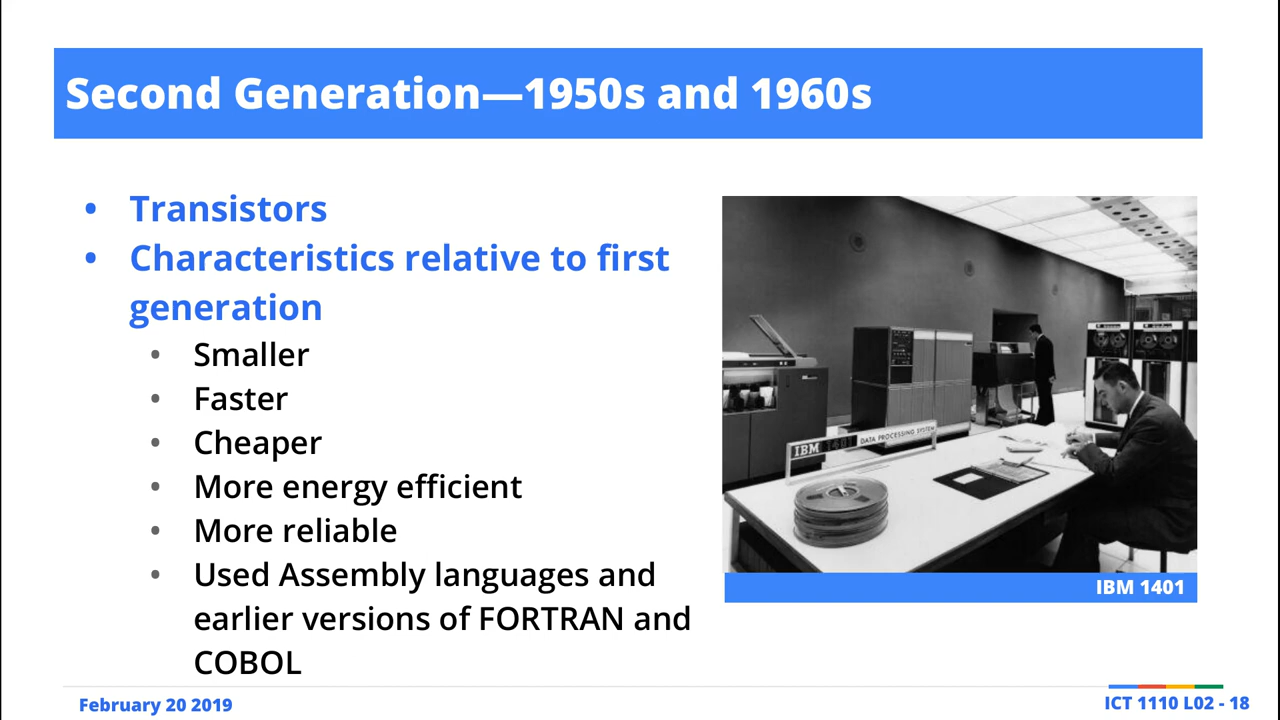 Second Generation—1950s and 1960s
• Transistors
• Characteristics relative to first
generation
• Smaller
• Faster
• Cheaper
• More energy efficient
• More reliable
• Used Assembly languages and
earlier versions of FORTRAN and
COBOL
IBM 1401 DATA PROCESSING SYSTEM
IBM 1401
February 20 2019
ICT 1110 L02 - 18